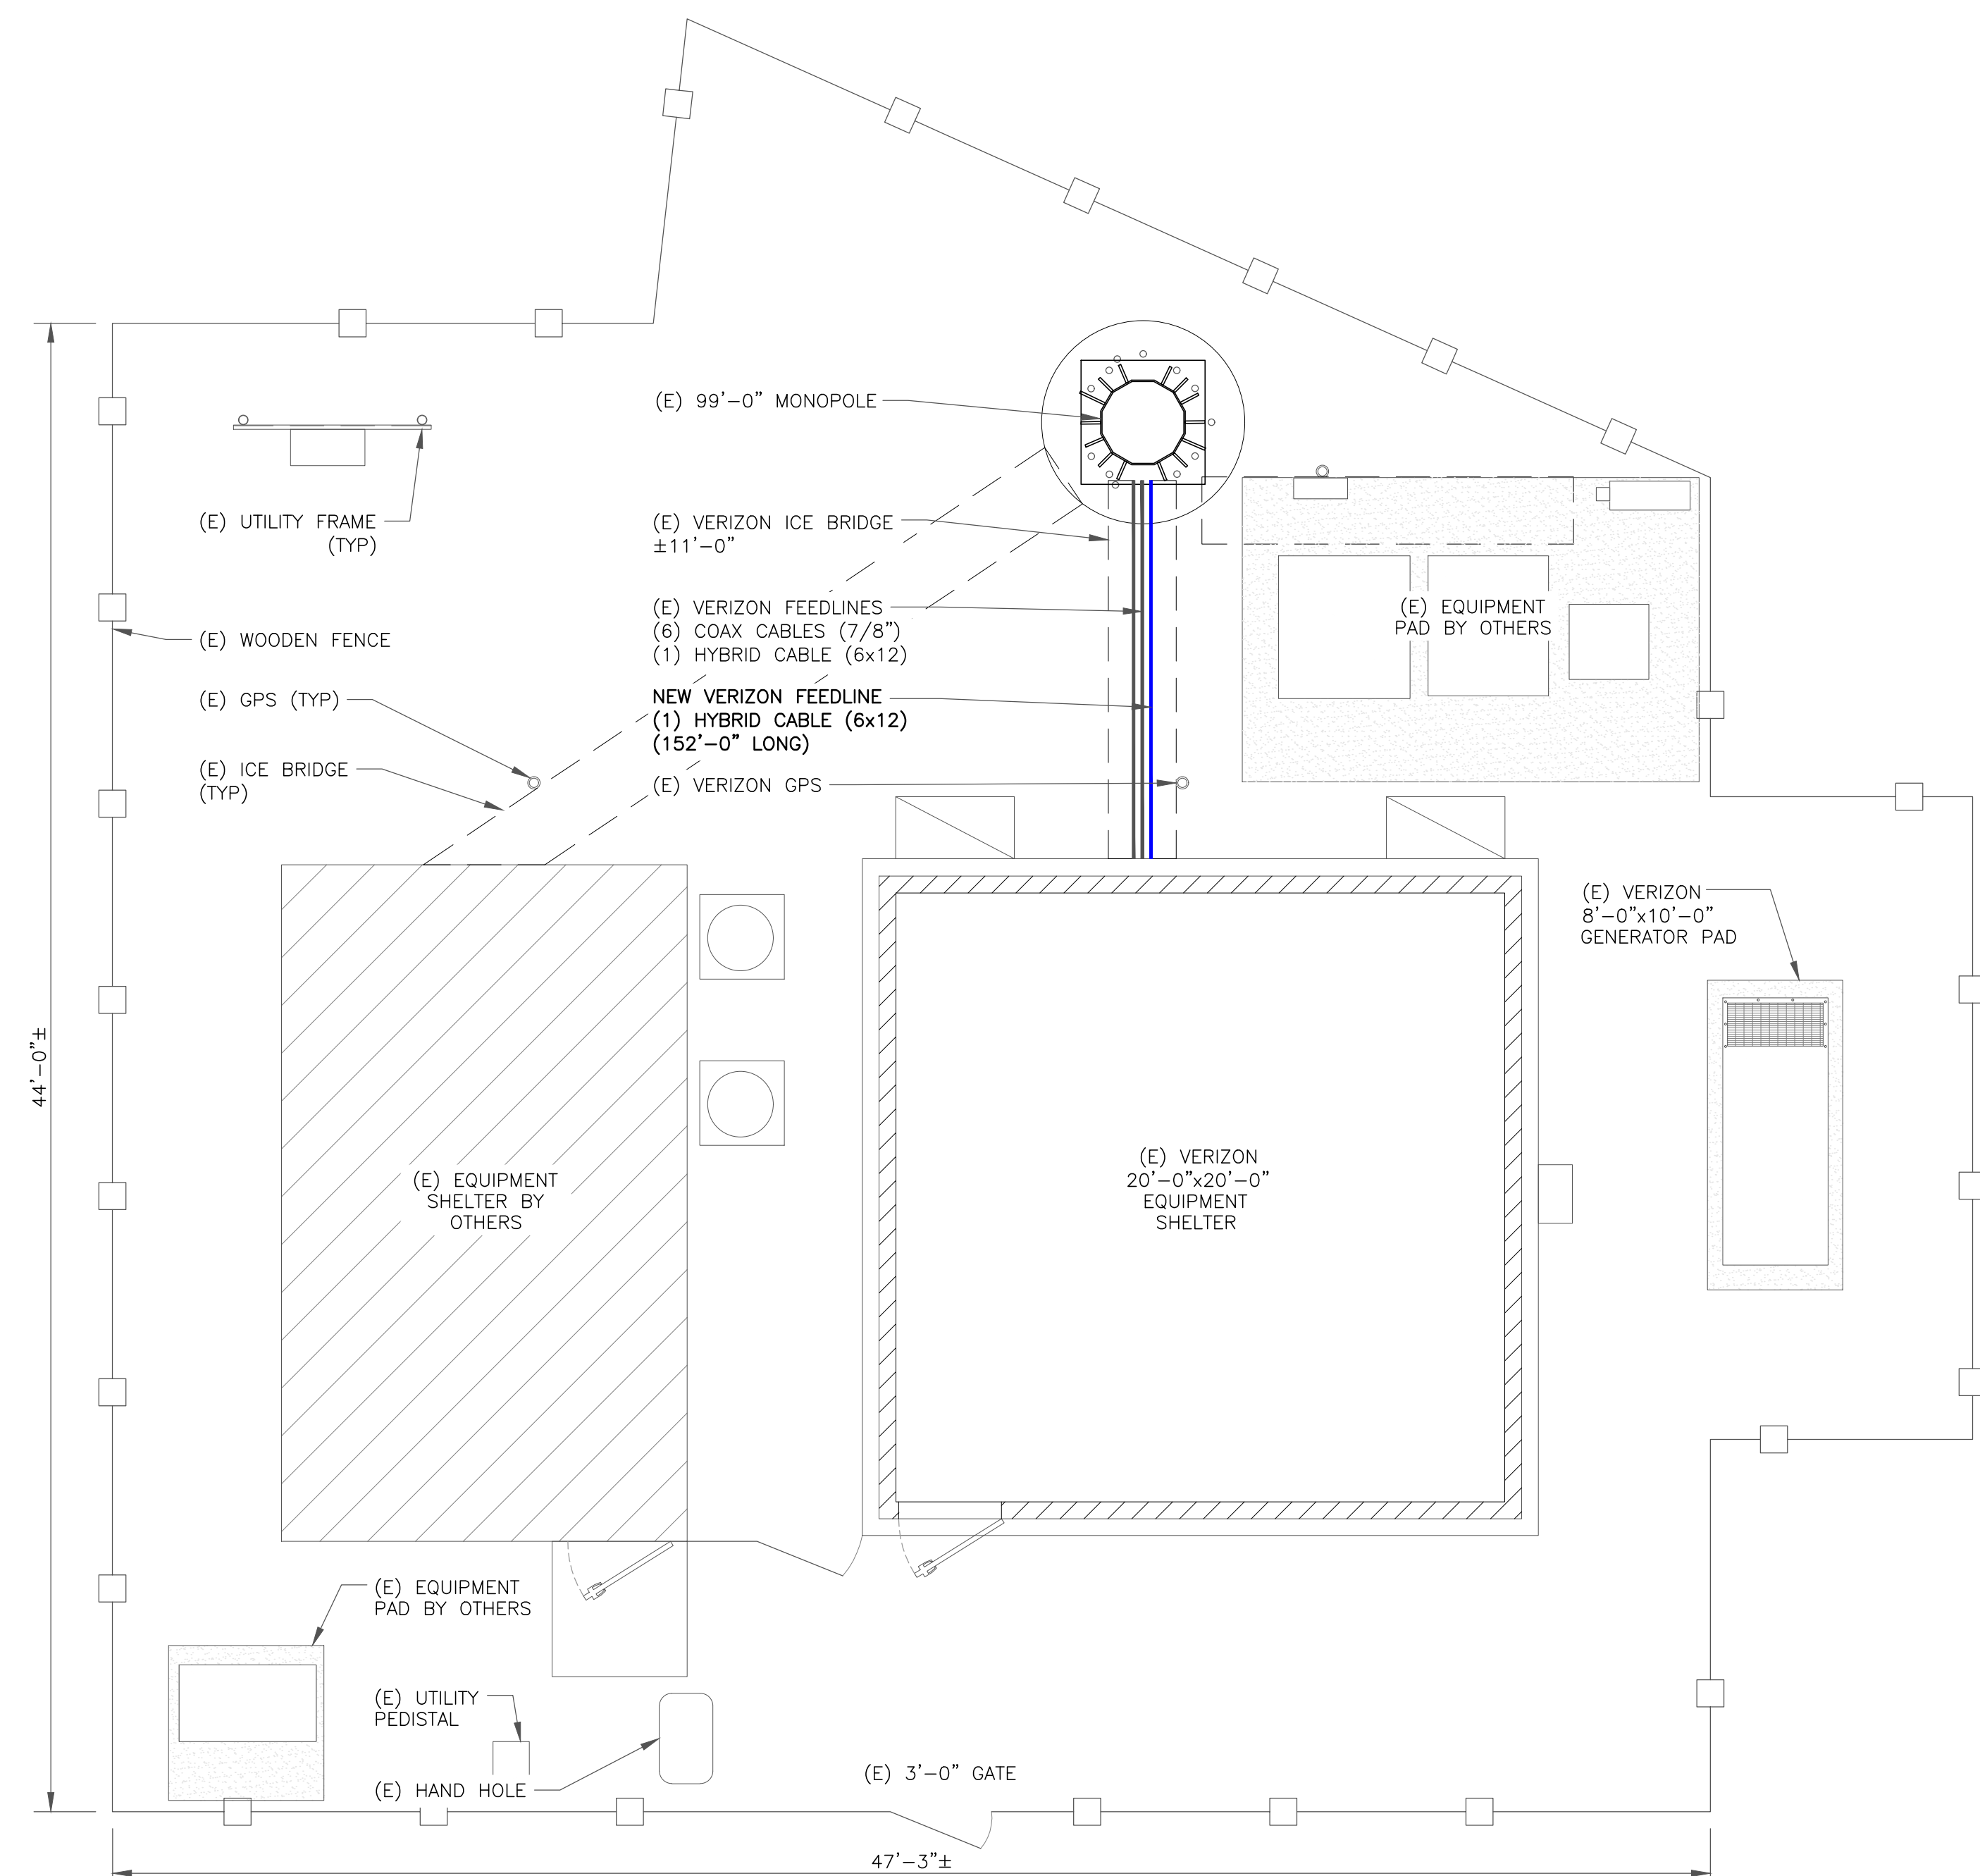 (E) 99'-0" MONOPOLE
(E) UTILITY FRAME
(TYP)
(E) VERIZON ICE BRIDGE
±11'-0"
(E) VERIZON FEEDLINES
(6) COAX CABLES (7/8")
(1) HYBRID CABLE (6x12)
(E) EQUIPMENT
PAD BY OTHERS
(E) WOODEN FENCE
(E) GPS (TYP)
NEW VERIZON FEEDLINE
(1) HYBRID CABLE (6x12)
(152'-0" LONG)
(E) ICE BRIDGE
(TYP)
(E) VERIZON GPS
(E) VERIZON
8'-0"x10'-0"
GENERATOR PAD
44'-0"±
(E) EQUIPMENT
SHELTER BY
OTHERS
(E) VERIZON
20'-0"x20'-0"
EQUIPMENT
SHELTER
(E) EQUIPMENT
PAD BY OTHERS
(E) UTILITY
PEDISTAL
(E) HAND HOLE
(E) 3'-0" GATE
47'-3"±